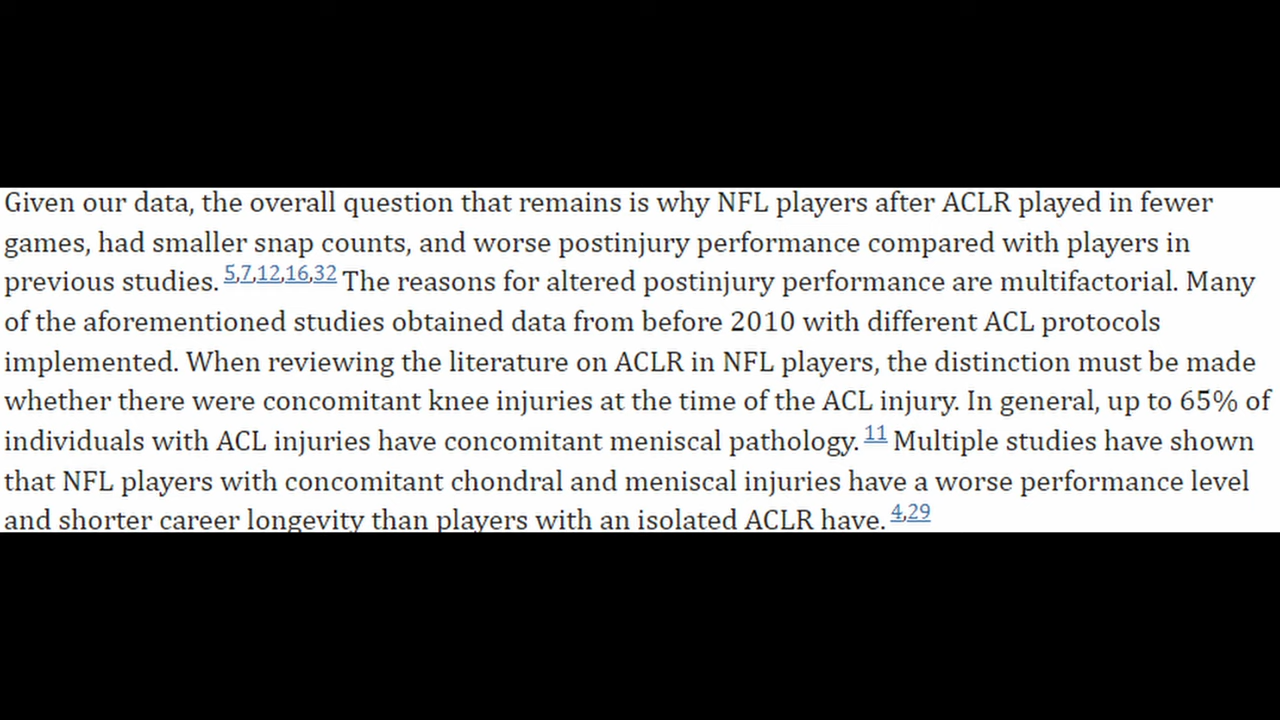 Given our data, the overall question that remains is why NFL players after ACLR played in fewer
games, had smaller snap counts, and worse postinjury performance compared with players in
previous studies. 5,7,12,16,32 The reasons for altered postinjury performance are multifactorial. Many
of the aforementioned studies obtained data from before 2010 with different ACL protocols
implemented. When reviewing the literature on ACLR in NFL players, the distinction must be made
whether there were concomitant knee injuries at the time of the ACL injury. In general, up to 65% of
individuals with ACL injuries have concomitant meniscal pathology. 11 Multiple studies have shown
that NFL players with concomitant chondral and meniscal injuries have a worse performance level
and shorter career longevity than players with an isolated ACLR have. 4,29